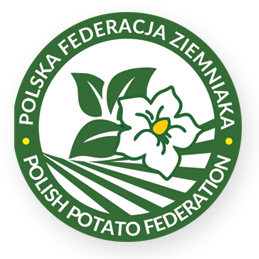 POLSKA FEDERACJA ZIEMNIAKA
POLISH POTATO FEDERATION